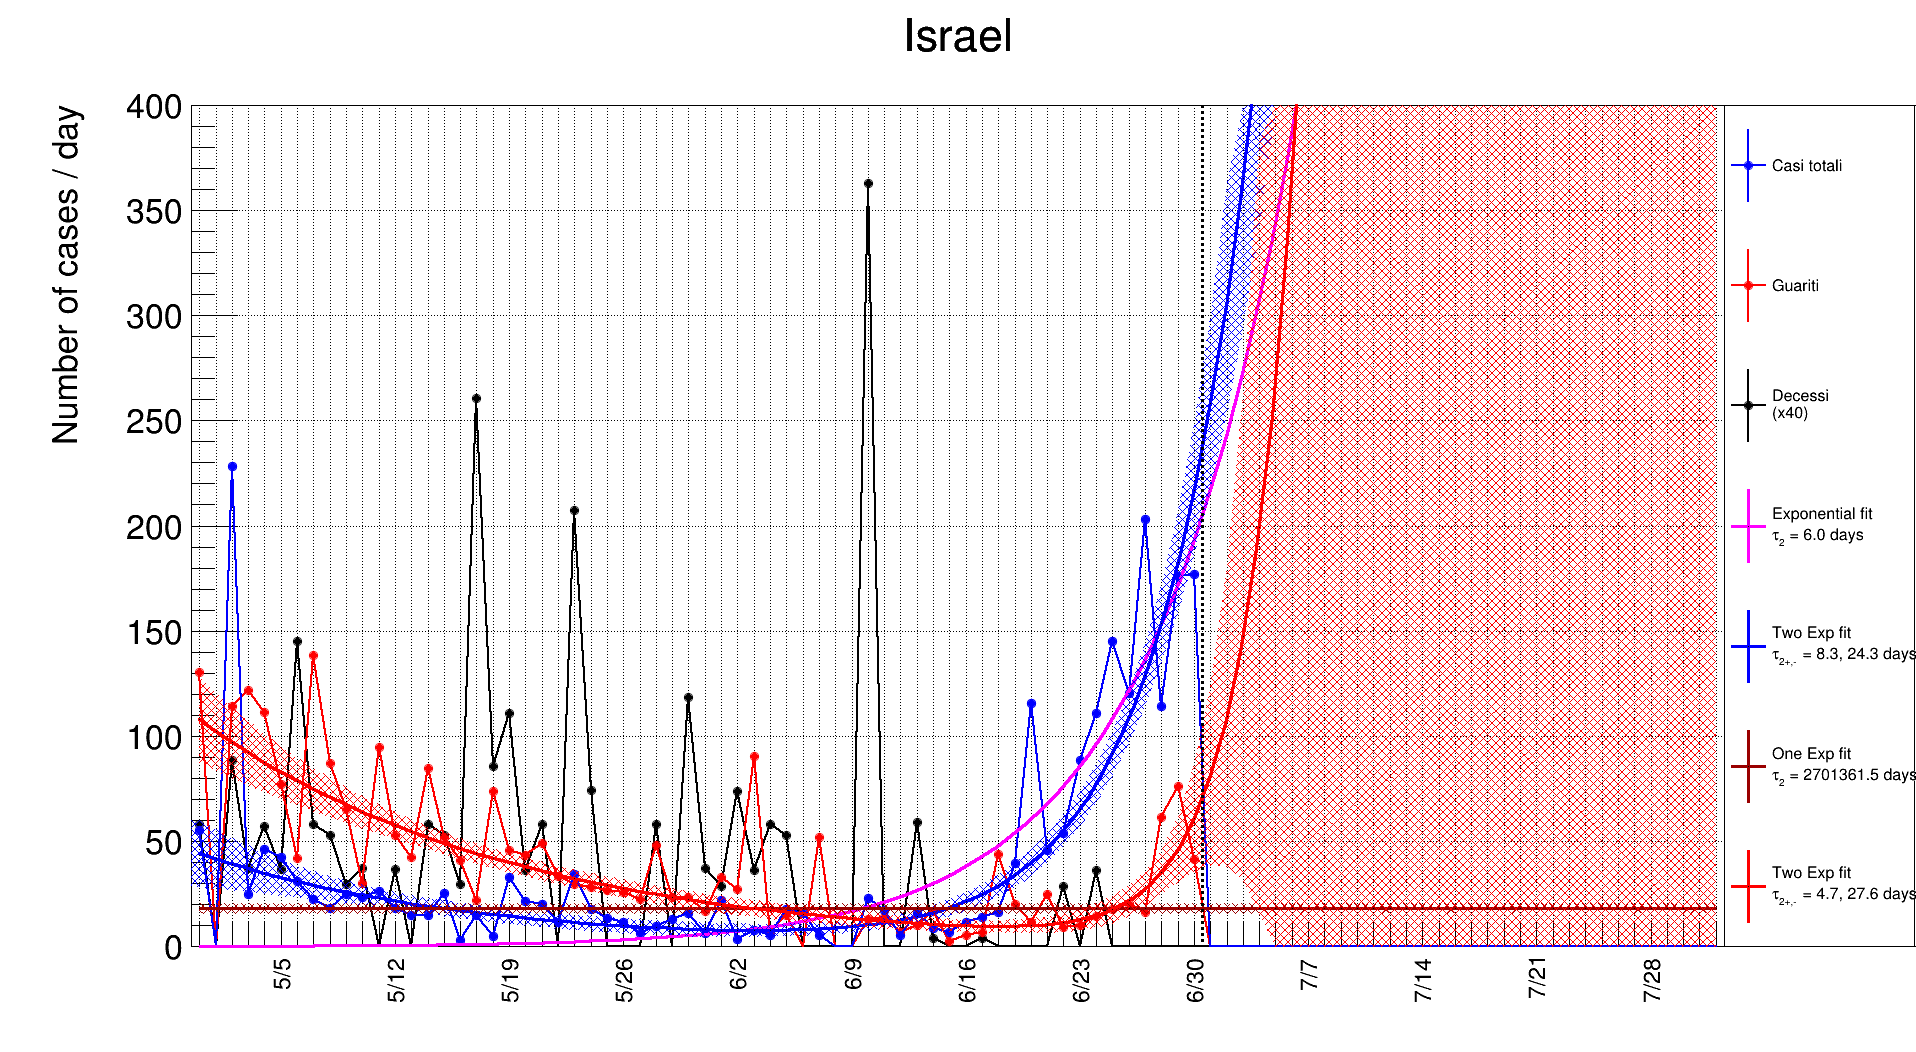 Israel
Number of cases / day
400
350
300
250
200
150
100
50
0
5/5
5/12
5/19
5/26
6/2
6/9
6/16
6/23
6/30
7/7
7/14
7/21
7/28
Casi totali
Guariti
Decessi
(x40)
Exponential fit
τ2 = 6.0 days
Two Exp fit
τ2+,- = 8.3, 24.3 days
One Exp fit
τ2 = 2701361.5 days
Two Exp fit
τ2+,- = 4.7, 27.6 days